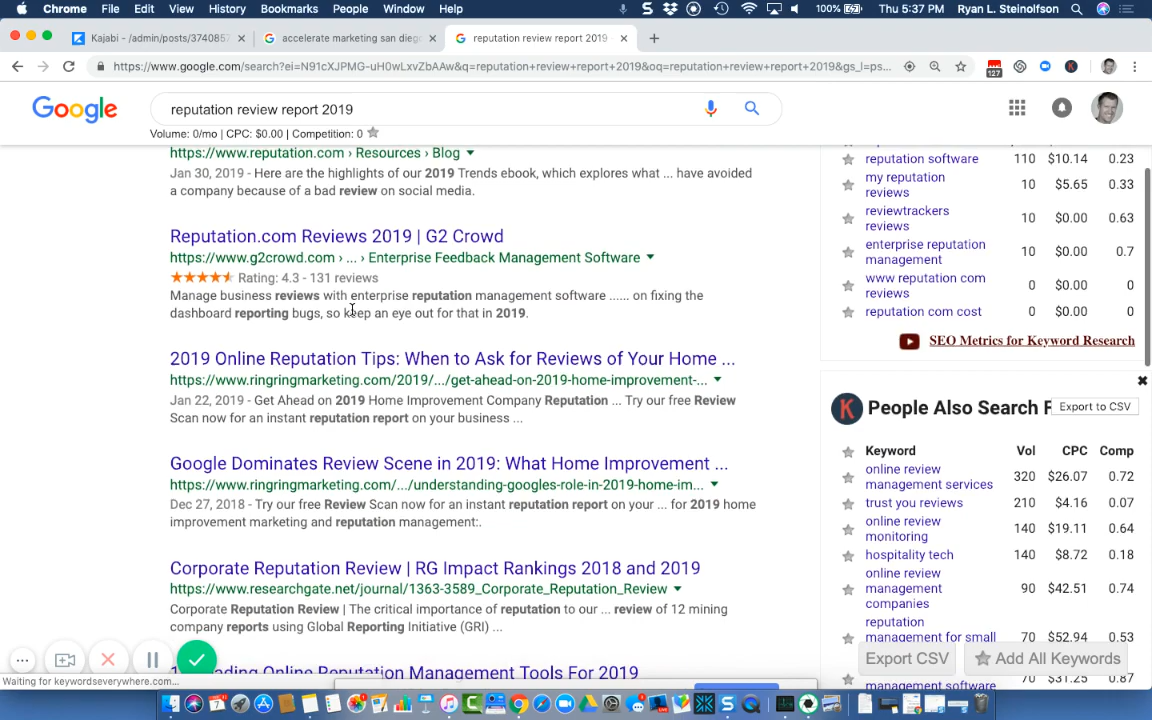 Chrome File Edit View History Bookmarks People Window Help 100% Thu 5:37 PM Ryan L. Steinolfson
Kajabi - /admin/posts/3740857 × accelerate marketing san dieg × reputation review report 2019 - ×
https://www.google.com/search?ei=N91cXJPMG-uH0wLxvZbAAw&q=reputation+review+report+2019&oq=reputation+review+report+2019&gs_l=ps...
127
Google
reputation review report 2019
Volume: 0/mo | CPC: $0.00 | Competition: 0
https://www.reputation.com › Resources › Blog
Jan 30, 2019 - Here are the highlights of our 2019 Trends ebook, which explores what ... have avoided
a company because of a bad review on social media.
Reputation.com Reviews 2019 | G2 Crowd
https://www.g2crowd.com › ... › Enterprise Feedback Management Software
Rating: 4.3 - 131 reviews
Manage business reviews with enterprise reputation management software ...... on fixing the
dashboard reporting bugs, so keep an eye out for that in 2019.
2019 Online Reputation Tips: When to Ask for Reviews of Your Home ...
https://www.ringringmarketing.com/2019/.../get-ahead-on-2019-home-improvement-...
Jan 22, 2019 - Get Ahead on 2019 Home Improvement Company Reputation ... Try our free Review
Scan now for an instant reputation report on your business ...
Google Dominates Review Scene in 2019: What Home Improvement ...
https://www.ringringmarketing.com/.../understanding-googles-role-in-2019-home-im...
Dec 27, 2018 - Try our free Review Scan now for an instant reputation report on your ... for 2019 home
improvement marketing and reputation management:.
Corporate Reputation Review | RG Impact Rankings 2018 and 2019
https://www.researchgate.net/journal/1363-3589_Corporate_Reputation_Review
Corporate Reputation Review | The critical importance of reputation to our ... review of 12 mining
company reports using Global Reporting Initiative (GRI) ...
ading Online Reputation Management Tools For 2019
Waiting for keywordseverywhere.com...
reputation software 110 $10.14 0.23
my reputation
reviews 10 $5.65 0.33
reviewtrackers
reviews 10 $0.00 0.63
enterprise reputation
management 10 $0.00 0.7
www reputation com
reviews 0 $0.00 0
reputation com cost 0 $0.00 0
SEO Metrics for Keyword Research
K People Also Search F Export to CSV
Keyword Vol CPC Comp
online review
management services 320 $26.07 0.72
trust you reviews 210 $4.16 0.07
online review
monitoring 140 $19.11 0.64
hospitality tech 140 $8.72 0.18
online review
management
companies 90 $42.51 0.74
reputation
management for small 70 $52.94 0.53
Export CSV Add All Keywords
management software 70 $31.25 0.87